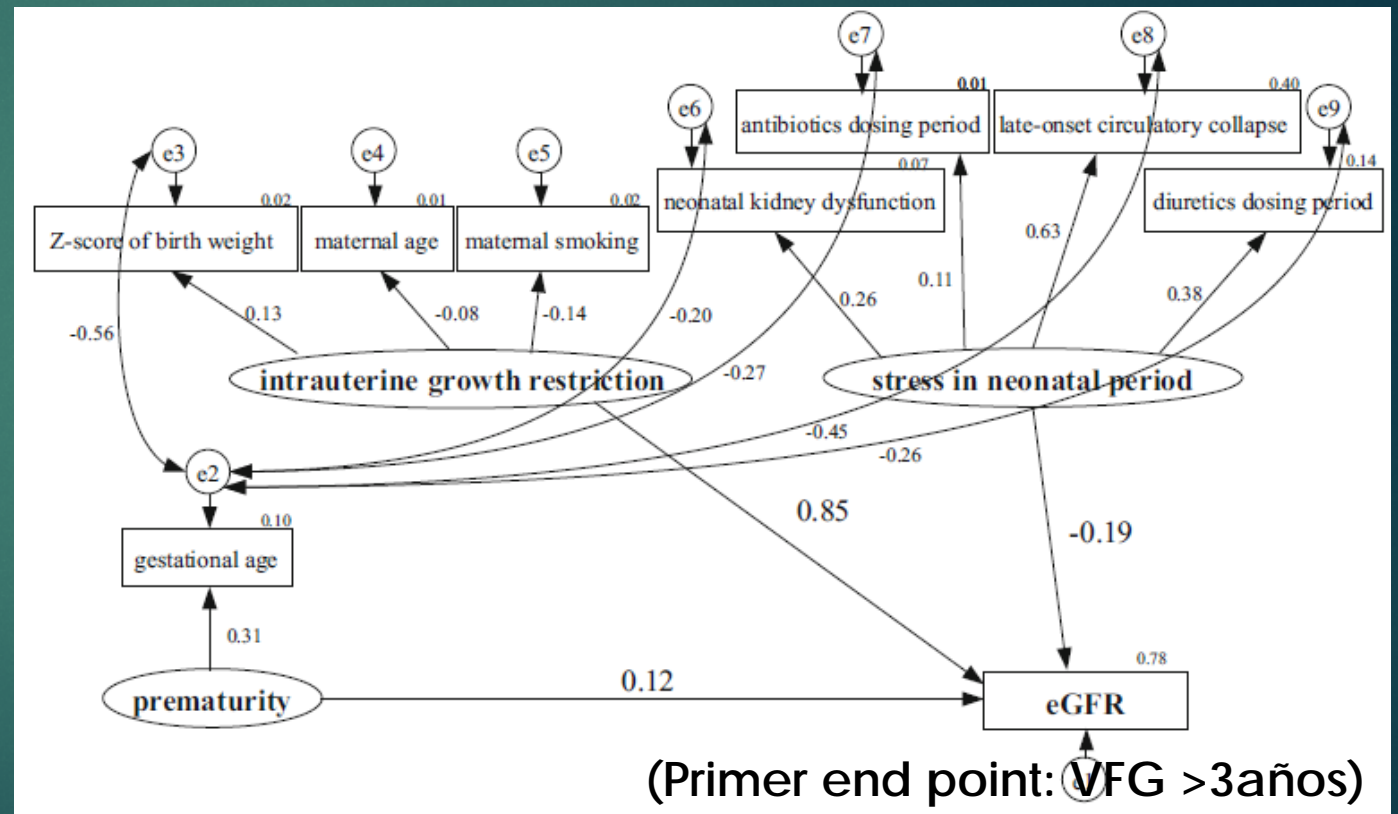 e7
e8
0.01
0.40
e6
antibiotics dosing period
late-onset circulatory collapse
e9
e3
e4
e5
0.07
0.14
0.02
0.01
0.02
neonatal kidney dysfunction
diuretics dosing period
Z-score of birth weight
maternal age
maternal smoking
0.63
0.11
0.26
0.38
0.13
-0.08
-0.14
-0.20
-0.56
-0.27
intrauterine growth restriction
stress in neonatal period
-0.45
-0.26
e2
0.85
0.10
-0.19
gestational age
0.31
0.78
0.12
prematurity
eGFR
(Primer end point: VFG >3años)